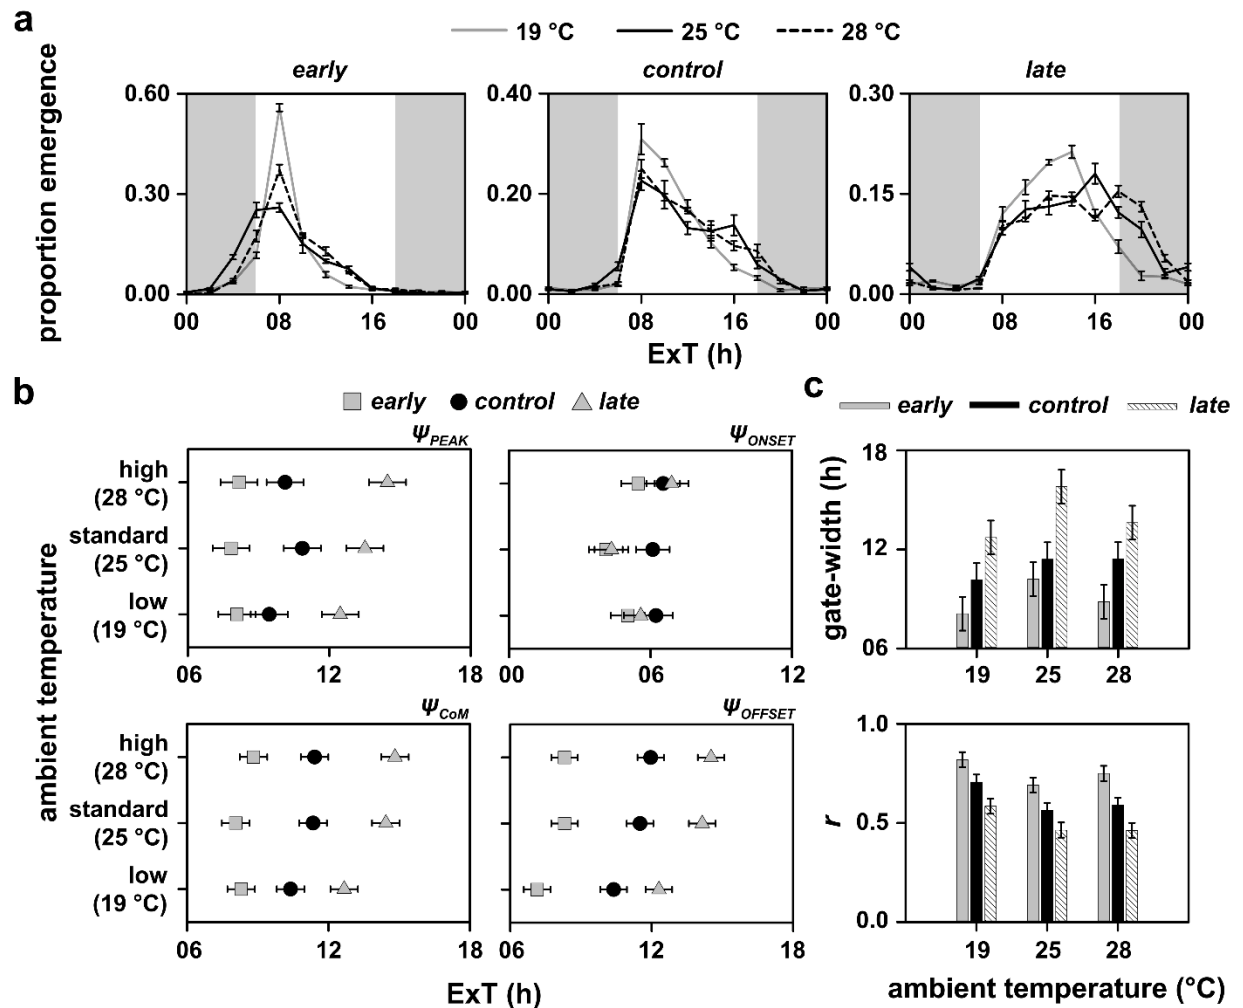 a
19 °C 25 °C 28 °C
early control late
proportion emergence
0.60 0.40 0.30
0.30 0.20 0.15
0.00 0.00 0.00
00 08 16 00 00 08 16 00 00 08 16 00
ExT (h)
b
early control late
ΨPEAK ΨONSET
ambient temperature
high
(28 °C)
standard
(25 °C)
low
(19 °C)
06 12 18 00 06 12
ΨCoM ΨOFFSET
high
(28 °C)
standard
(25 °C)
low
(19 °C)
06 12 18 06 12 18
ExT (h)
c
early control late
gate-width (h)
18
12
06
19 25 28
r
1.0
0.5
0.0
19 25 28
ambient temperature (°C)